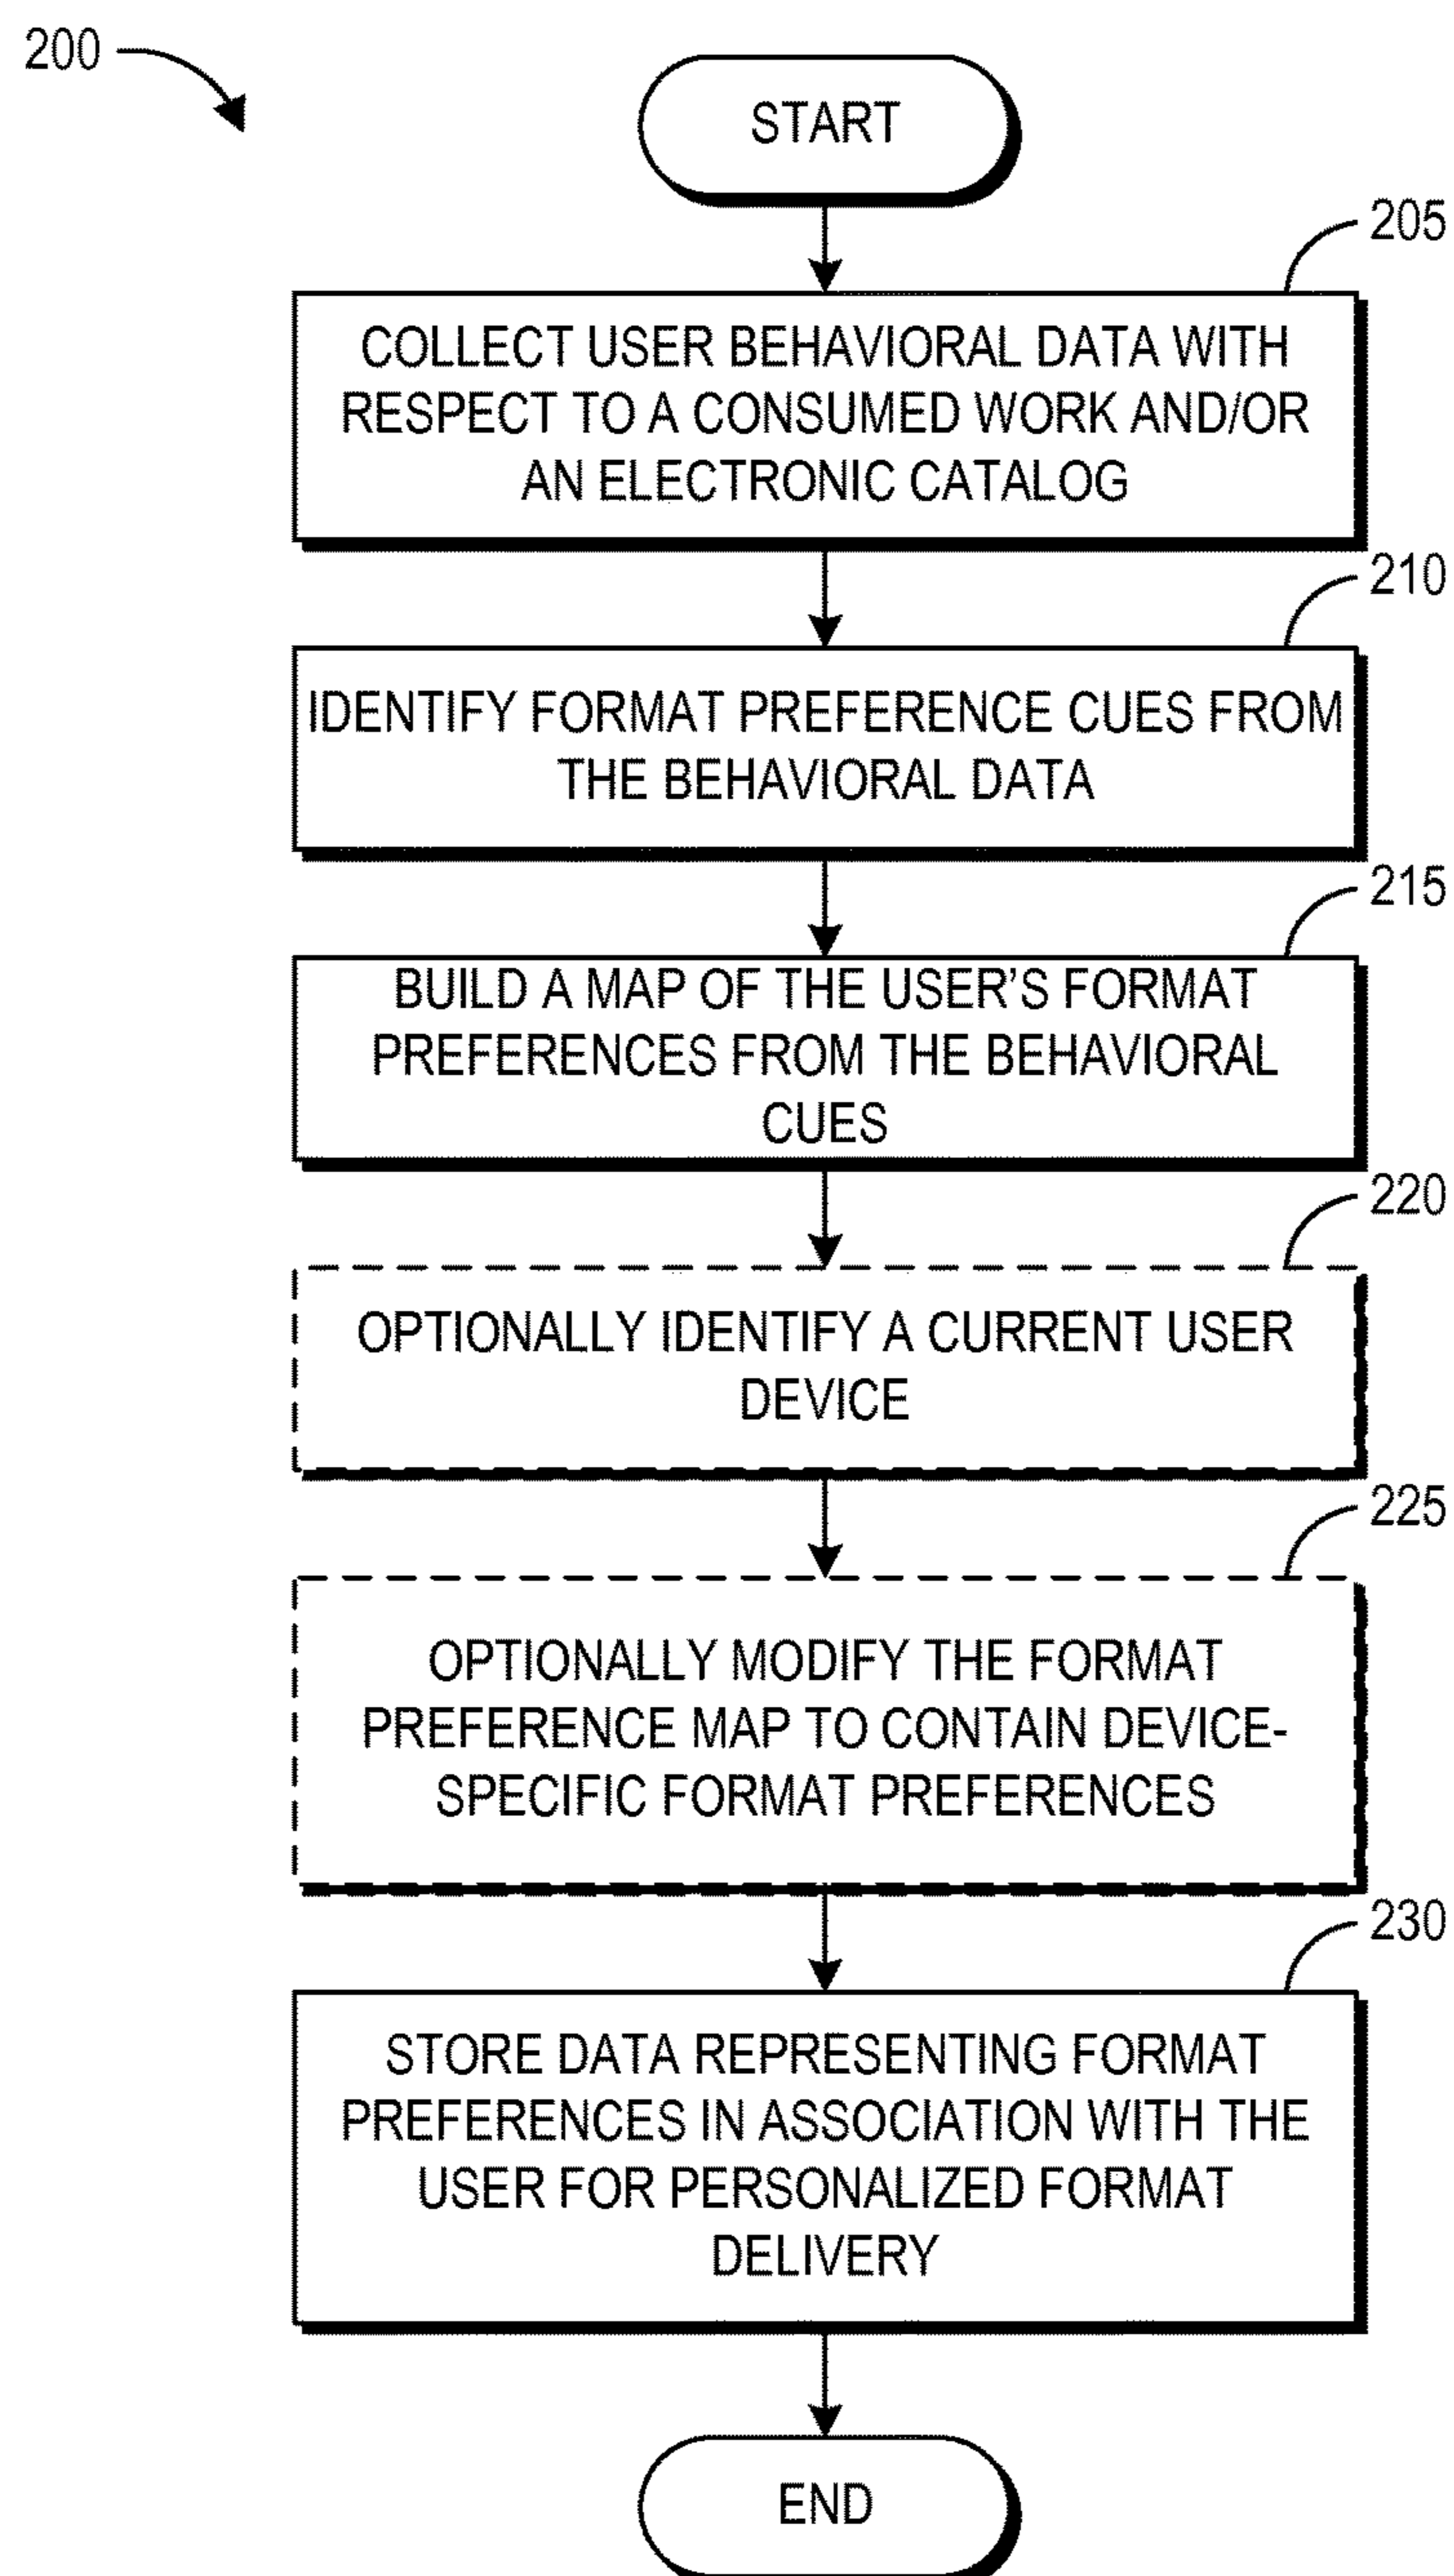 200
START
205
COLLECT USER BEHAVIORAL DATA WITH
RESPECT TO A CONSUMED WORK AND/OR
AN ELECTRONIC CATALOG
210
IDENTIFY FORMAT PREFERENCE CUES FROM
THE BEHAVIORAL DATA
215
BUILD A MAP OF THE USER'S FORMAT
PREFERENCES FROM THE BEHAVIORAL
CUES
220
OPTIONALLY IDENTIFY A CURRENT USER
DEVICE
225
OPTIONALLY MODIFY THE FORMAT
PREFERENCE MAP TO CONTAIN DEVICE-
SPECIFIC FORMAT PREFERENCES
230
STORE DATA REPRESENTING FORMAT
PREFERENCES IN ASSOCIATION WITH THE
USER FOR PERSONALIZED FORMAT
DELIVERY
END